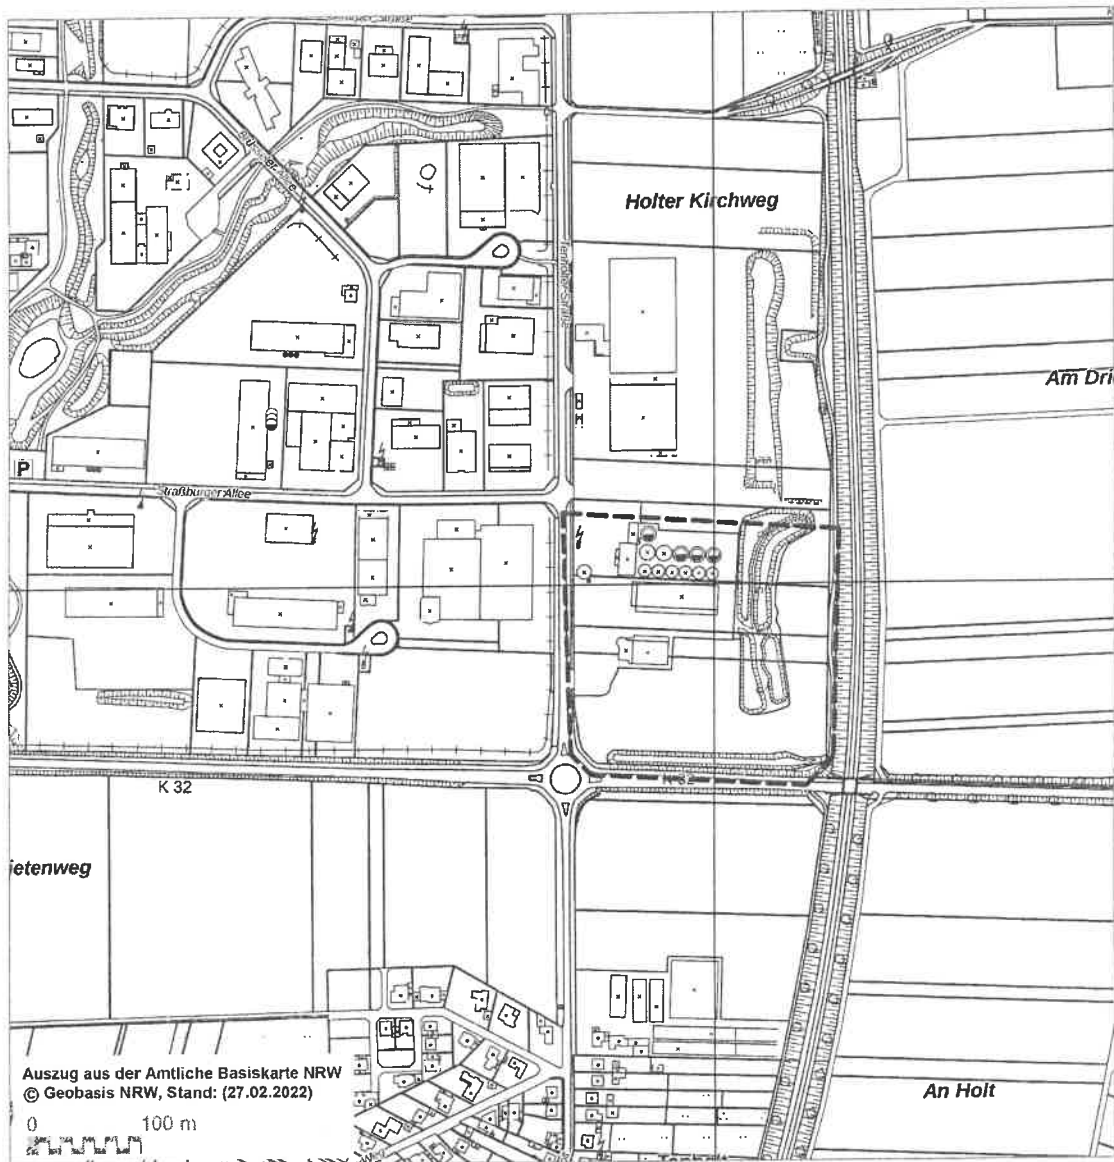 Holter Kirchweg
Am Dri
P
Straßburger Allee
K 32
K 32
ietenweg
An Holt
Auszug aus der Amtliche Basiskarte NRW
© Geobasis NRW, Stand: (27.02.2022)
0 100 m